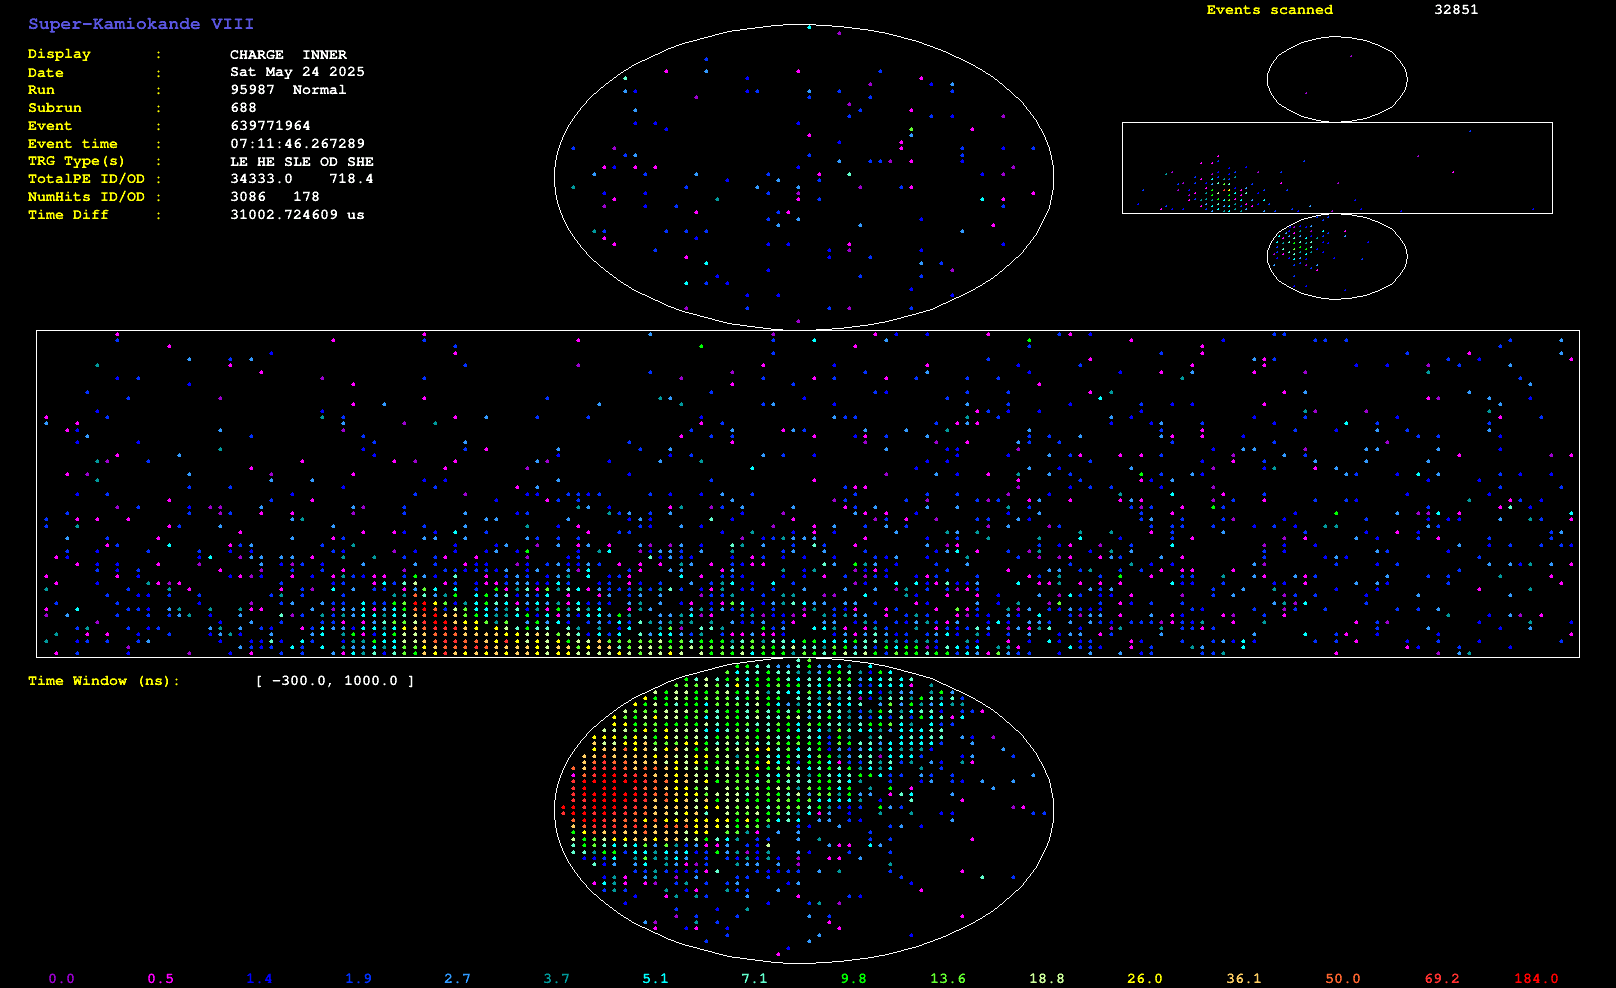 Super-Kamiokande VIII
Events scanned 32851
Display : CHARGE INNER
Date : Sat May 24 2025
Run : 95987 Normal
Subrun : 688
Event : 639771964
Event time : 07:11:46.267289
TRG Type(s) : LE HE SLE OD SHE
TotalPE ID/OD : 34333.0 718.4
NumHits ID/OD : 3086 178
Time Diff : 31002.724609 us
Time Window (ns): [ -300.0, 1000.0 ]
0.0 0.5 1.4 1.9 2.7 3.7 5.1 7.1 9.8 13.6 18.8 26.0 36.1 50.0 69.2 184.0